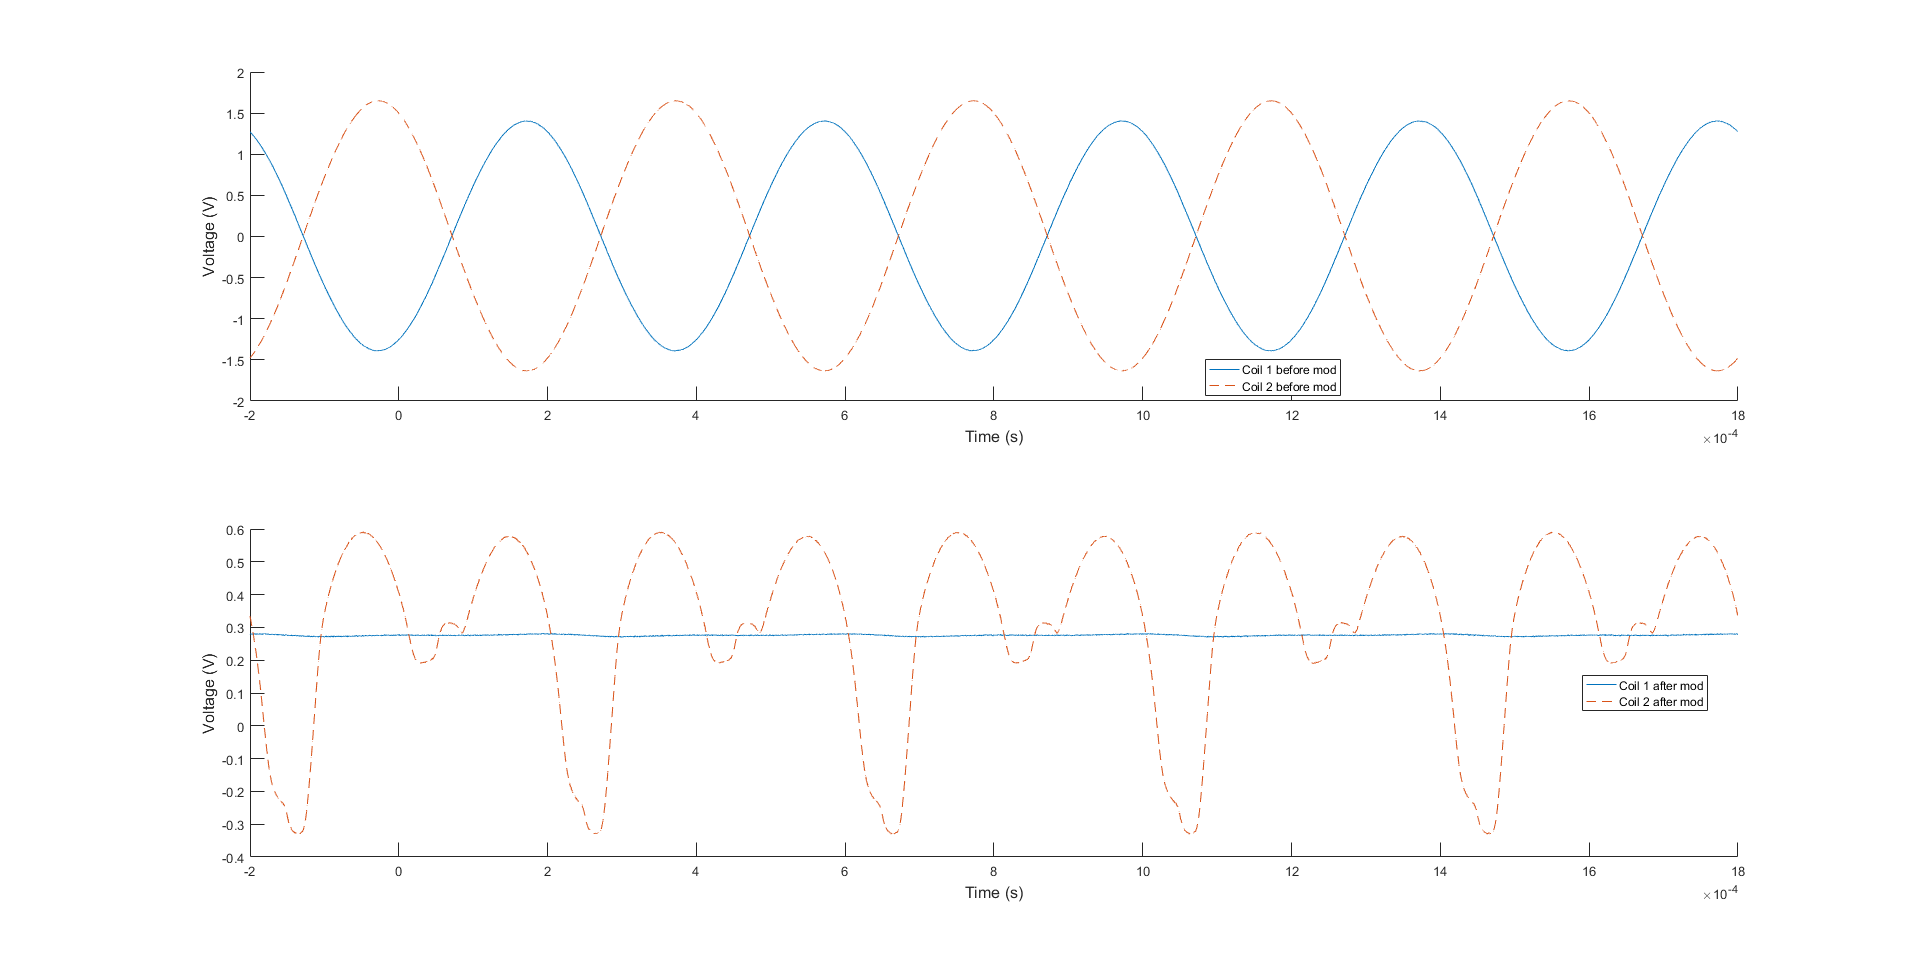 2
1.5
1
0.5
0
-0.5
-1
-1.5
-2
Voltage (V)
Coil 1 before mod
Coil 2 before mod
-2 0 2 4 6 8 10 12 14 16 18
Time (s)
×10^-4
0.6
0.5
0.4
0.3
0.2
0.1
0
-0.1
-0.2
-0.3
-0.4
Voltage (V)
Coil 1 after mod
Coil 2 after mod
-2 0 2 4 6 8 10 12 14 16 18
Time (s)
×10^-4